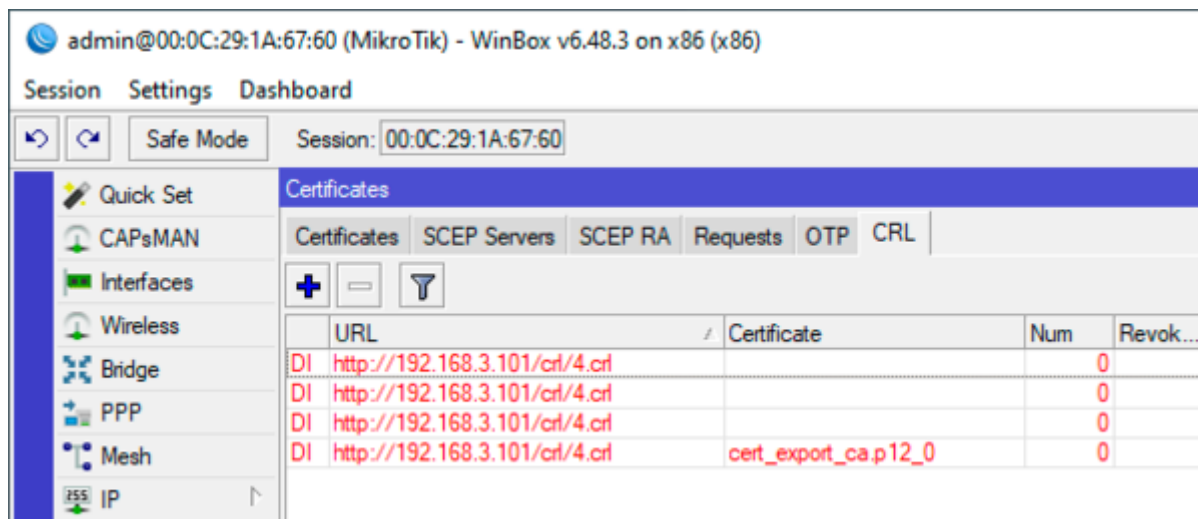 admin@00:0C:29:1A:67:60 (MikroTik) - WinBox v6.48.3 on x86 (x86)
Session Settings Dashboard
Safe Mode Session: 00:0C:29:1A:67:60
Quick Set
CAPsMAN
Interfaces
Wireless
Bridge
PPP
Mesh
255 IP
Certificates
Certificates SCEP Servers SCEP RA Requests OTP CRL
URL Certificate Num Revok...
DI http://192.168.3.101/crl/4.crl 0
DI http://192.168.3.101/crl/4.crl 0
DI http://192.168.3.101/crl/4.crl 0
DI http://192.168.3.101/crl/4.crl cert_export_ca.p12_0 0